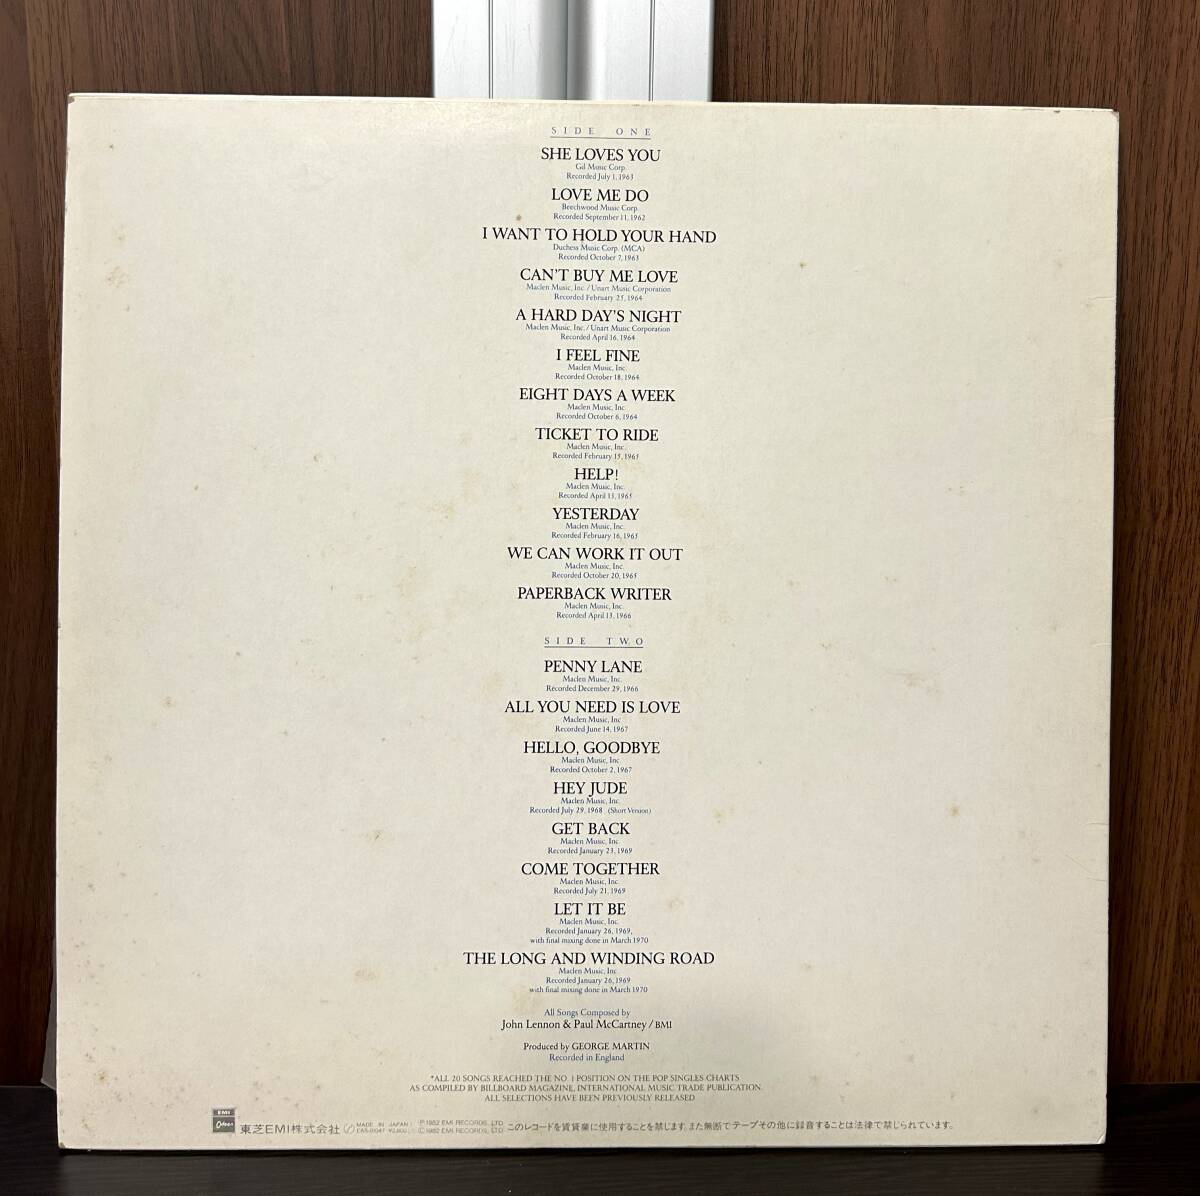 SIDE ONE
SHE LOVES YOU
Gil Music Corp.
Recorded July 1, 1963
LOVE ME DO
Beechwood Music Corp.
Recorded September 11, 1962
I WANT TO HOLD YOUR HAND
Duchess Music Corp. (MCA)
Recorded October 7, 1963
CAN'T BUY ME LOVE
Maclen Music, Inc. / Unart Music Corporation
Recorded February 25, 1964
A HARD DAY'S NIGHT
Maclen Music, Inc. / Unart Music Corporation
Recorded April 16, 1964
I FEEL FINE
Maclen Music, Inc.
Recorded October 18, 1964
EIGHT DAYS A WEEK
Maclen Music, Inc.
Recorded October 6, 1964
TICKET TO RIDE
Maclen Music, Inc.
Recorded February 15, 1965
HELP!
Maclen Music, Inc.
Recorded April 13, 1965
YESTERDAY
Maclen Music, Inc.
Recorded February 16, 1965
WE CAN WORK IT OUT
Maclen Music, Inc.
Recorded October 20, 1965
PAPERBACK WRITER
Maclen Music, Inc.
Recorded April 13, 1966
SIDE TWO
PENNY LANE
Maclen Music, Inc.
Recorded December 29, 1966
ALL YOU NEED IS LOVE
Maclen Music, Inc
Recorded June 14, 1967
HELLO, GOODBYE
Maclen Music, Inc.
Recorded October 2, 1967
HEY JUDE
Maclen Music, Inc.
Recorded July 29, 1968 (Short Version)
GET BACK
Maclen Music, Inc.
Recorded January 23, 1969
COME TOGETHER
Maclen Music, Inc.
Recorded July 21, 1969
LET IT BE
Maclen Music, Inc.
Recorded January 26, 1969,
with final mixing done in March 1970
THE LONG AND WINDING ROAD
Maclen Music, Inc.
Recorded January 26, 1969
with final mixing done in March 1970
All Songs Composed by
John Lennon & Paul McCartney / BMI
Produced by GEORGE MARTIN
Recorded in England
*ALL 20 SONGS REACHED THE NO. 1 POSITION ON THE POP SINGLES CHARTS
AS COMPILED BY BILLBOARD MAGAZINE, INTERNATIONAL MUSIC TRADE PUBLICATION.
ALL SELECTIONS HAVE BEEN PREVIOUSLY RELEASED
EMI
Odeon
東芝EMI株式会社
MADE IN JAPAN
℗ 1982 EMI RECORDS, LTD
¥2,800
© 1982 EMI RECORDS, LTD
このレコードを賃貸業に使用することを禁じます。また無断でテープその他に録音することは法律で禁じられています。